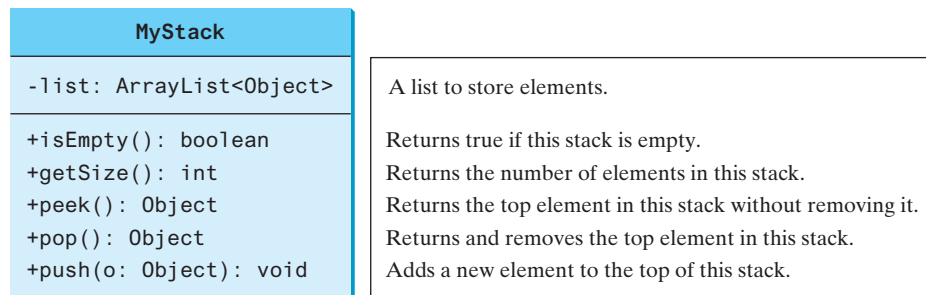 MyStack
-list: ArrayList<Object>
A list to store elements.
+isEmpty(): boolean
Returns true if this stack is empty.
+getSize(): int
Returns the number of elements in this stack.
+peek(): Object
Returns the top element in this stack without removing it.
+pop(): Object
Returns and removes the top element in this stack.
+push(o: Object): void
Adds a new element to the top of this stack.